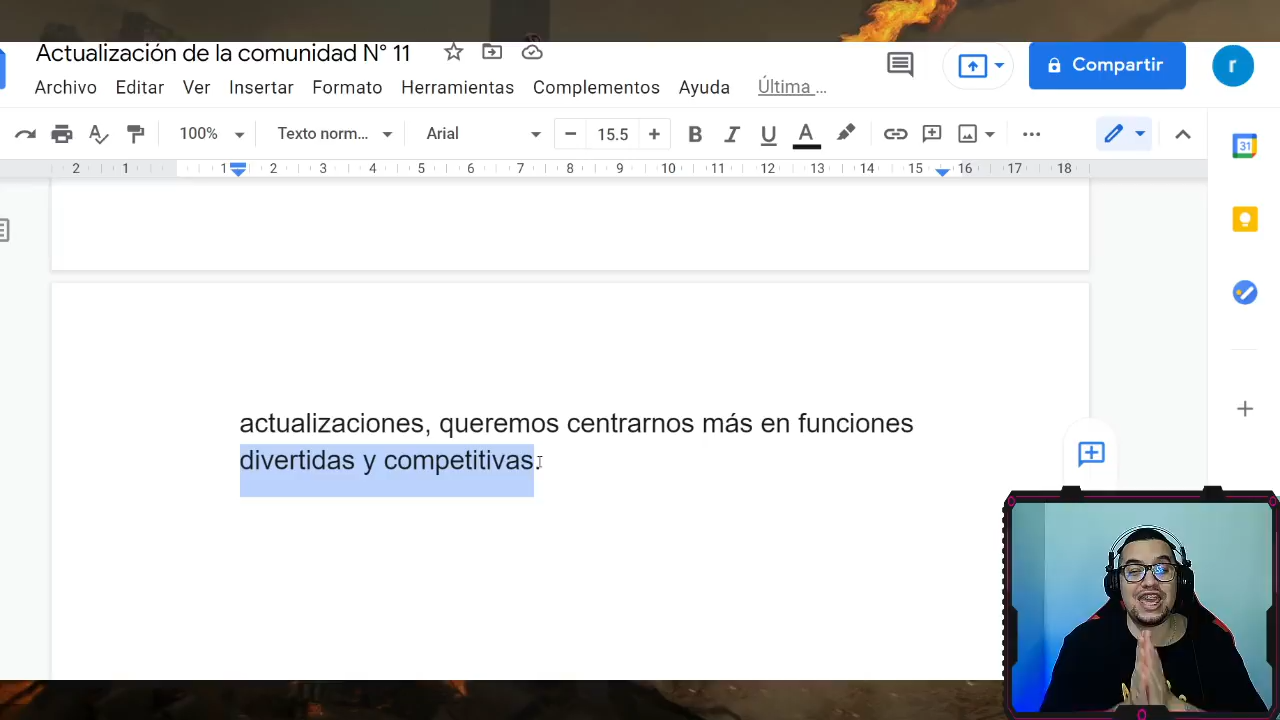 Actualización de la comunidad N° 11
Archivo Editar Ver Insertar Formato Herramientas Complementos Ayuda Última ...
Compartir
r
100% Texto norm... Arial 15.5 B I U A
2 1 1 2 3 4 5 6 7 8 9 10 11 12 13 14 15 16 17 18
31
actualizaciones, queremos centrarnos más en funciones
divertidas y competitivas.